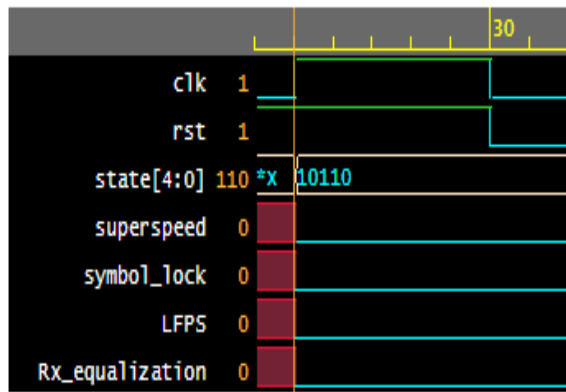 30
clk 1
rst 1
state[4:0] 110 *X 10110
superspeed 0
symbol_lock 0
LFPS 0
Rx_equalization 0